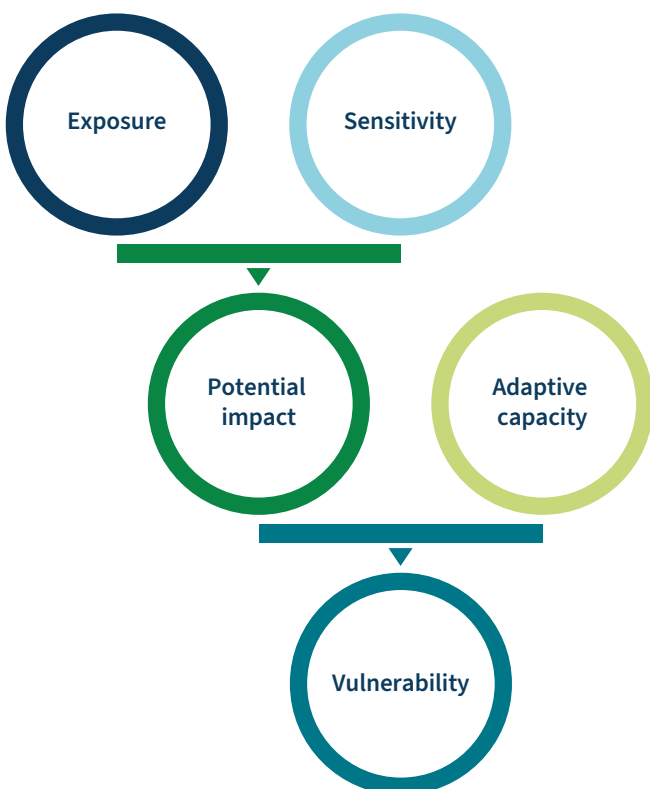 Exposure
Sensitivity
Potential
impact
Adaptive
capacity
Vulnerability